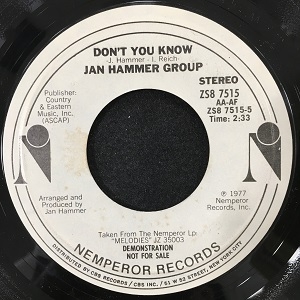 DON'T YOU KNOW
-J. Hammer - I. Reich-
JAN HAMMER GROUP
Publisher:
Country
& Eastern
Music, Inc.
(ASCAP)
STEREO
ZS8 7515
AA-AF
ZS8 7515-5
Time: 2:33
Arranged and
Produced by
Jan Hammer
℗ 1977
Nemperor
Records, Inc.
Taken From The Nemperor Lp:
"MELODIES" JZ 35003
DEMONSTRATION
NOT FOR SALE
NEMPEROR RECORDS
DISTRIBUTED BY CBS RECORDS / CBS INC. / 51 W 52 STREET, NEW YORK CITY